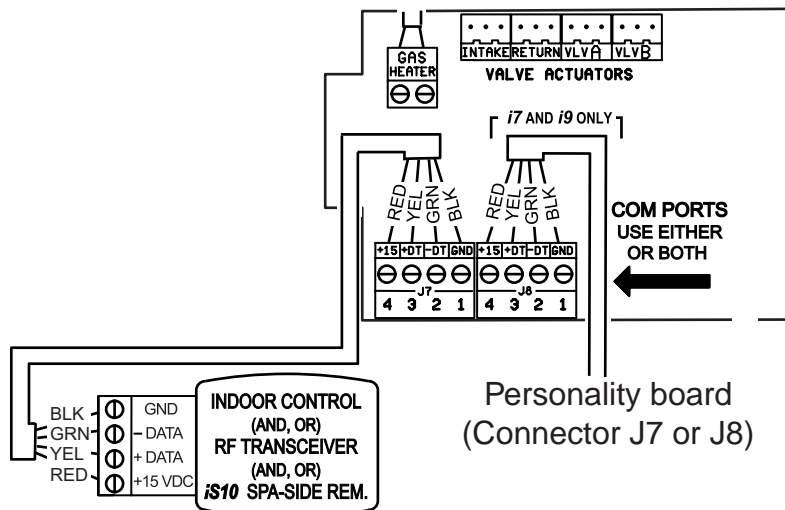 GAS
HEATER
INTAKE RETURN VLV A VLV B
VALVE ACTUATORS
i7 AND i9 ONLY
RED YEL GRN BLK
RED YEL GRN BLK
COM PORTS
USE EITHER
OR BOTH
+15 +DT -DT GND
+15 +DT -DT GND
J7
J8
4 3 2 1
4 3 2 1
Personality board
(Connector J7 or J8)
BLK
GRN
YEL
RED
GND
– DATA
+ DATA
+15 VDC
INDOOR CONTROL
(AND, OR)
RF TRANSCEIVER
(AND, OR)
iS10 SPA-SIDE REM.